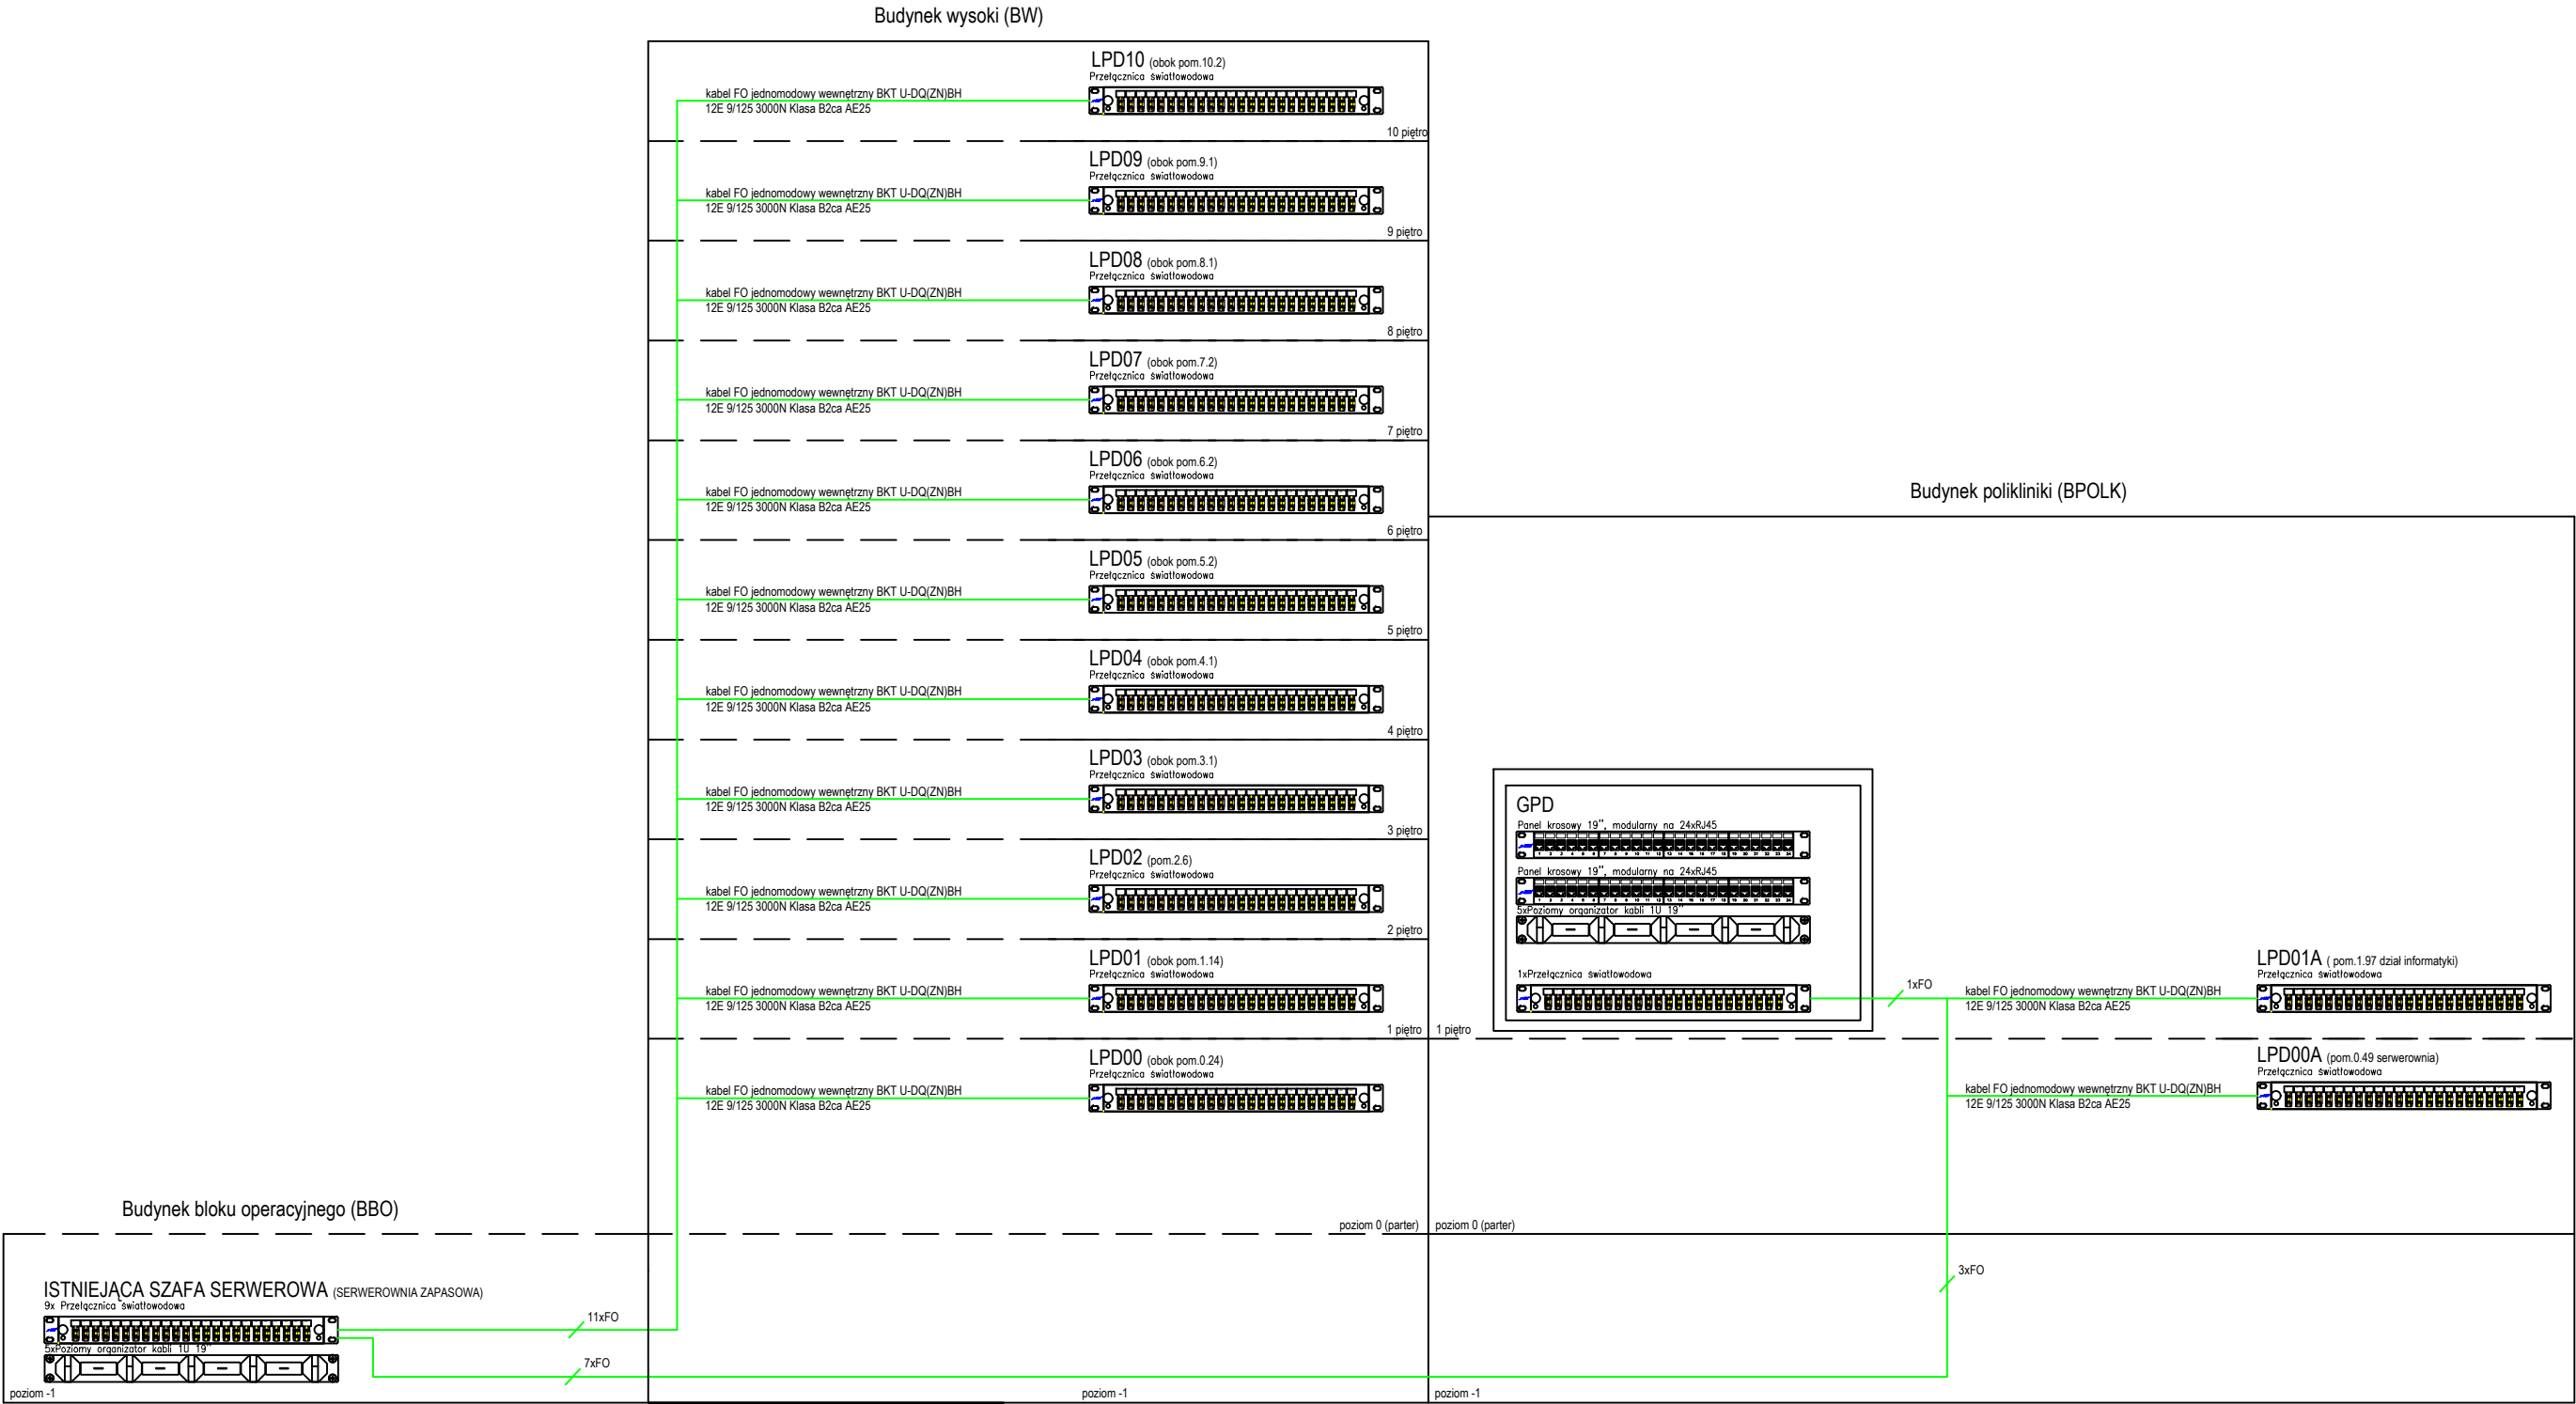 Budynek wysoki (BW)
LPD10 (obok pom.10.2)
Przełącznica światłowodowa
kabel FO jednomodowy wewnętrzny BKT U-DQ(ZN)BH
12E 9/125 3000N Klasa B2ca AE25
10 piętro
LPD09 (obok pom.9.1)
Przełącznica światłowodowa
kabel FO jednomodowy wewnętrzny BKT U-DQ(ZN)BH
12E 9/125 3000N Klasa B2ca AE25
9 piętro
LPD08 (obok pom.8.1)
Przełącznica światłowodowa
kabel FO jednomodowy wewnętrzny BKT U-DQ(ZN)BH
12E 9/125 3000N Klasa B2ca AE25
8 piętro
LPD07 (obok pom.7.2)
Przełącznica światłowodowa
kabel FO jednomodowy wewnętrzny BKT U-DQ(ZN)BH
12E 9/125 3000N Klasa B2ca AE25
7 piętro
LPD06 (obok pom.6.2)
Przełącznica światłowodowa
kabel FO jednomodowy wewnętrzny BKT U-DQ(ZN)BH
12E 9/125 3000N Klasa B2ca AE25
6 piętro
LPD05 (obok pom.5.2)
Przełącznica światłowodowa
kabel FO jednomodowy wewnętrzny BKT U-DQ(ZN)BH
12E 9/125 3000N Klasa B2ca AE25
5 piętro
LPD04 (obok pom.4.1)
Przełącznica światłowodowa
kabel FO jednomodowy wewnętrzny BKT U-DQ(ZN)BH
12E 9/125 3000N Klasa B2ca AE25
4 piętro
LPD03 (obok pom.3.1)
Przełącznica światłowodowa
kabel FO jednomodowy wewnętrzny BKT U-DQ(ZN)BH
12E 9/125 3000N Klasa B2ca AE25
3 piętro
LPD02 (pom.2.6)
Przełącznica światłowodowa
kabel FO jednomodowy wewnętrzny BKT U-DQ(ZN)BH
12E 9/125 3000N Klasa B2ca AE25
2 piętro
LPD01 (obok pom.1.14)
Przełącznica światłowodowa
kabel FO jednomodowy wewnętrzny BKT U-DQ(ZN)BH
12E 9/125 3000N Klasa B2ca AE25
1 piętro
LPD00 (obok pom.0.24)
Przełącznica światłowodowa
kabel FO jednomodowy wewnętrzny BKT U-DQ(ZN)BH
12E 9/125 3000N Klasa B2ca AE25
poziom 0 (parter)
Budynek polikliniki (BPOLK)
GPD
Panel krosowy 19", modularny na 24xRJ45
Panel krosowy 19", modularny na 24xRJ45
5xPoziomy organizator kabli 1U 19"
1xPrzełącznica światłowodowa
1xFO
1 piętro
LPD01A ( pom.1.97 dział informatyki)
Przełącznica światłowodowa
kabel FO jednomodowy wewnętrzny BKT U-DQ(ZN)BH
12E 9/125 3000N Klasa B2ca AE25
LPD00A (pom.0.49 serwerownia)
Przełącznica światłowodowa
kabel FO jednomodowy wewnętrzny BKT U-DQ(ZN)BH
12E 9/125 3000N Klasa B2ca AE25
poziom 0 (parter)
3xFO
Budynek bloku operacyjnego (BBO)
ISTNIEJĄCA SZAFA SERWEROWA (SERWEROWNIA ZAPASOWA)
9x Przełącznica światłowodowa
5xPoziomy organizator kabli 1U 19"
11xFO
7xFO
poziom -1
poziom -1
poziom -1